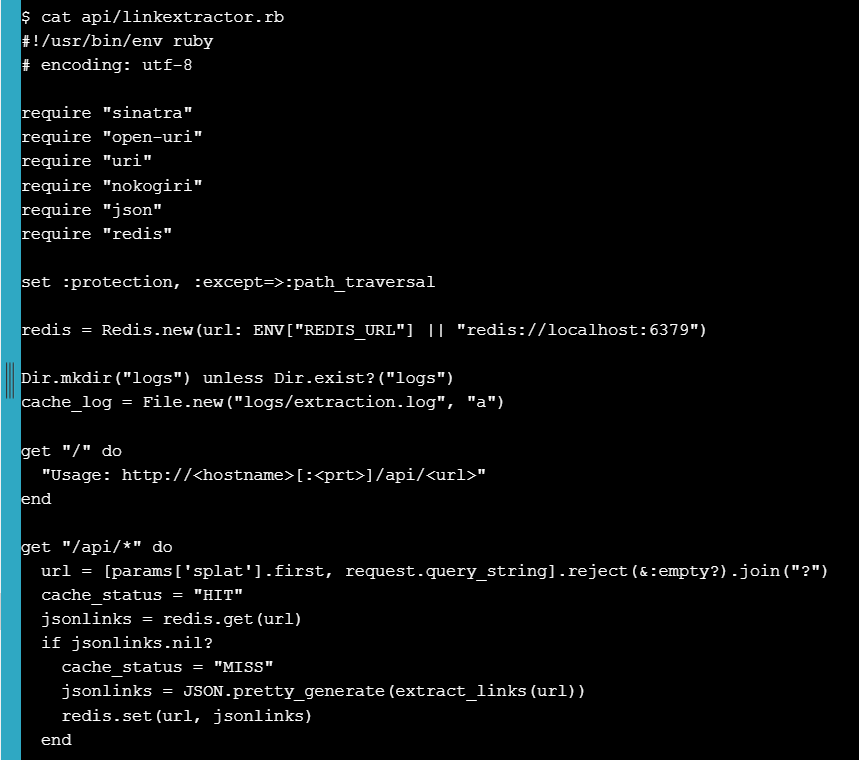 $ cat api/linkextractor.rb
#!/usr/bin/env ruby
# encoding: utf-8
require "sinatra"
require "open-uri"
require "uri"
require "nokogiri"
require "json"
require "redis"
set :protection, :except=>:path_traversal
redis = Redis.new(url: ENV["REDIS_URL"] || "redis://localhost:6379")
Dir.mkdir("logs") unless Dir.exist?("logs")
cache_log = File.new("logs/extraction.log", "a")
get "/" do
  "Usage: http://<hostname>[:<prt>]/api/<url>"
end
get "/api/*" do
  url = [params['splat'].first, request.query_string].reject(&:empty?).join("?")
  cache_status = "HIT"
  jsonlinks = redis.get(url)
  if jsonlinks.nil?
    cache_status = "MISS"
    jsonlinks = JSON.pretty_generate(extract_links(url))
    redis.set(url, jsonlinks)
  end